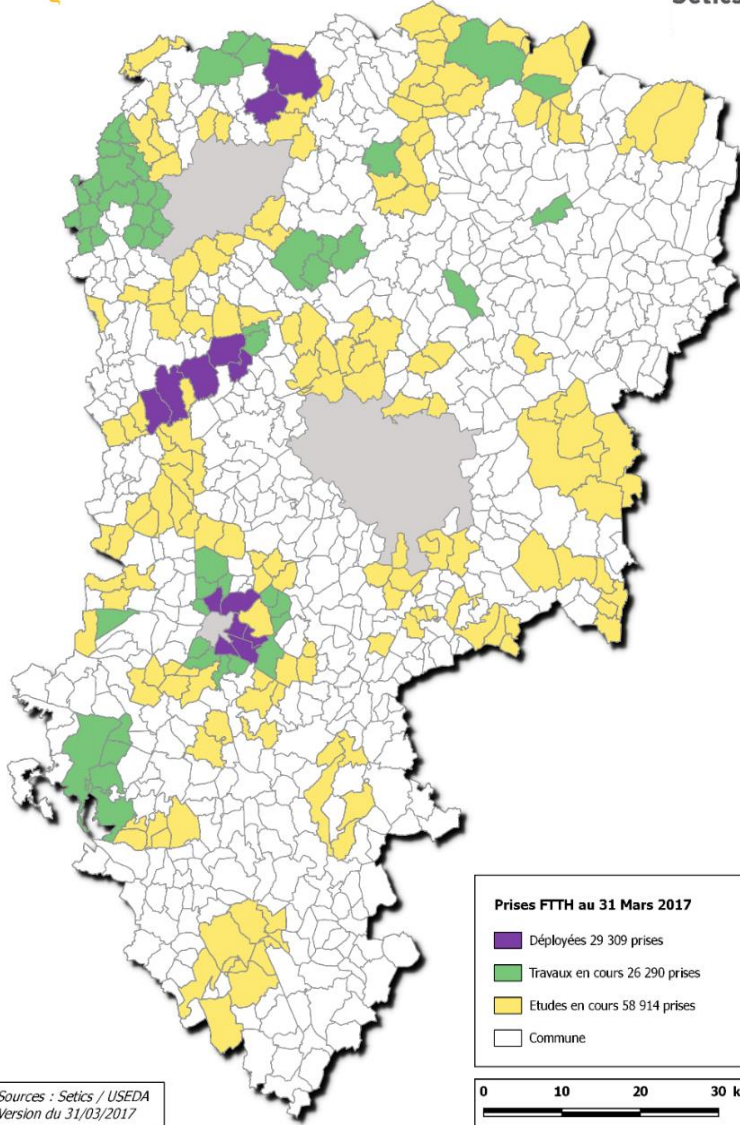 Setics
Prises FTTH au 31 Mars 2017
Déployées 29 309 prises
Travaux en cours 26 290 prises
Etudes en cours 58 914 prises
Commune
Sources : Setics / USEDA
Version du 31/03/2017
0 10 20 30 k